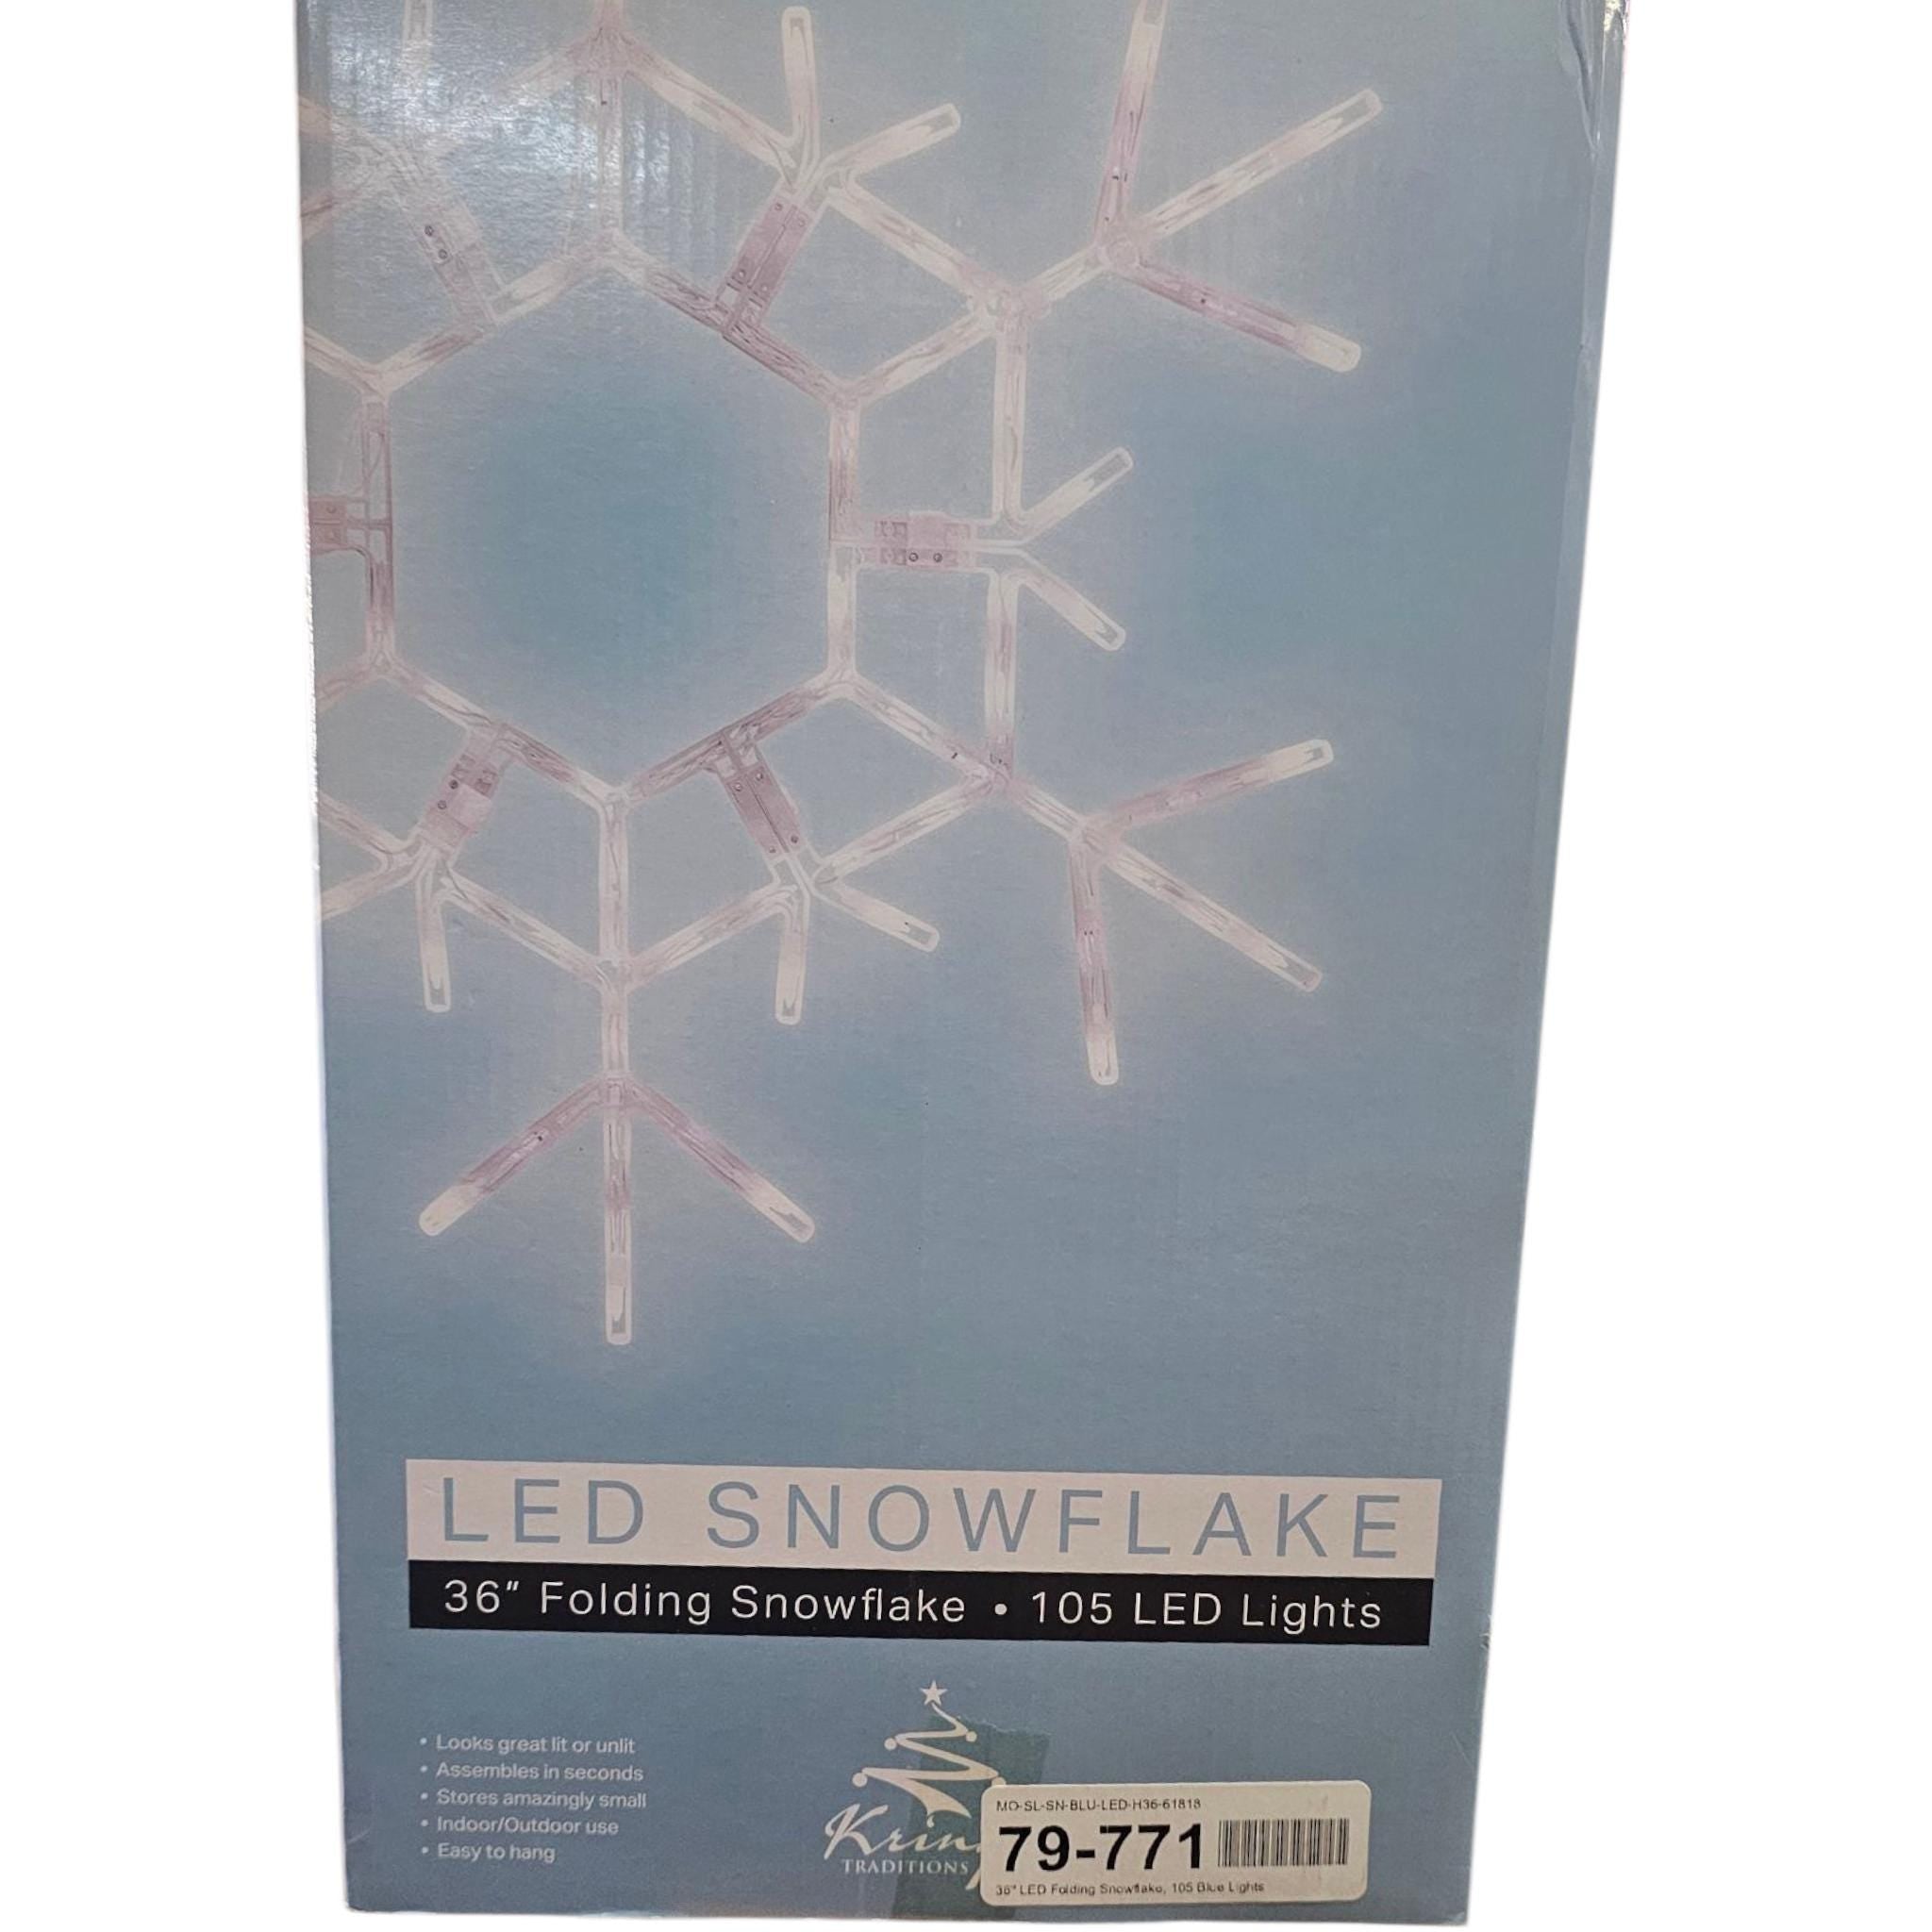 LED SNOWFLAKE
36" Folding Snowflake • 105 LED Lights
• Looks great lit or unlit
• Assembles in seconds
• Stores amazingly small
• Indoor/Outdoor use
• Easy to hang
TRADITIONS
MO-SL-SN-BLU-LED-H36-61818
79-771
36" LED Folding Snowflake, 105 Blue Lights